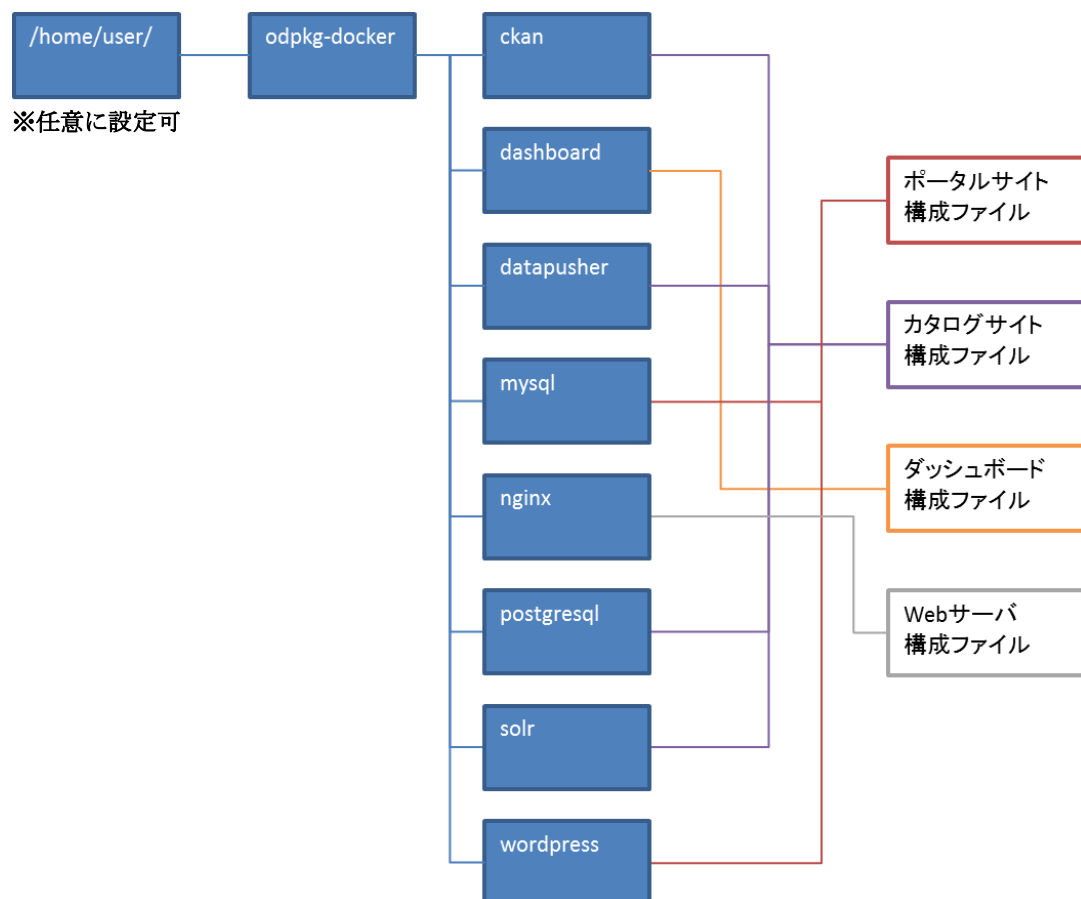 /home/user/
※任意に設定可
odpkg-docker
ckan
dashboard
datapusher
mysql
nginx
postgresql
solr
wordpress
ポータルサイト
構成ファイル
カタログサイト
構成ファイル
ダッシュボード
構成ファイル
Webサーバ
構成ファイル